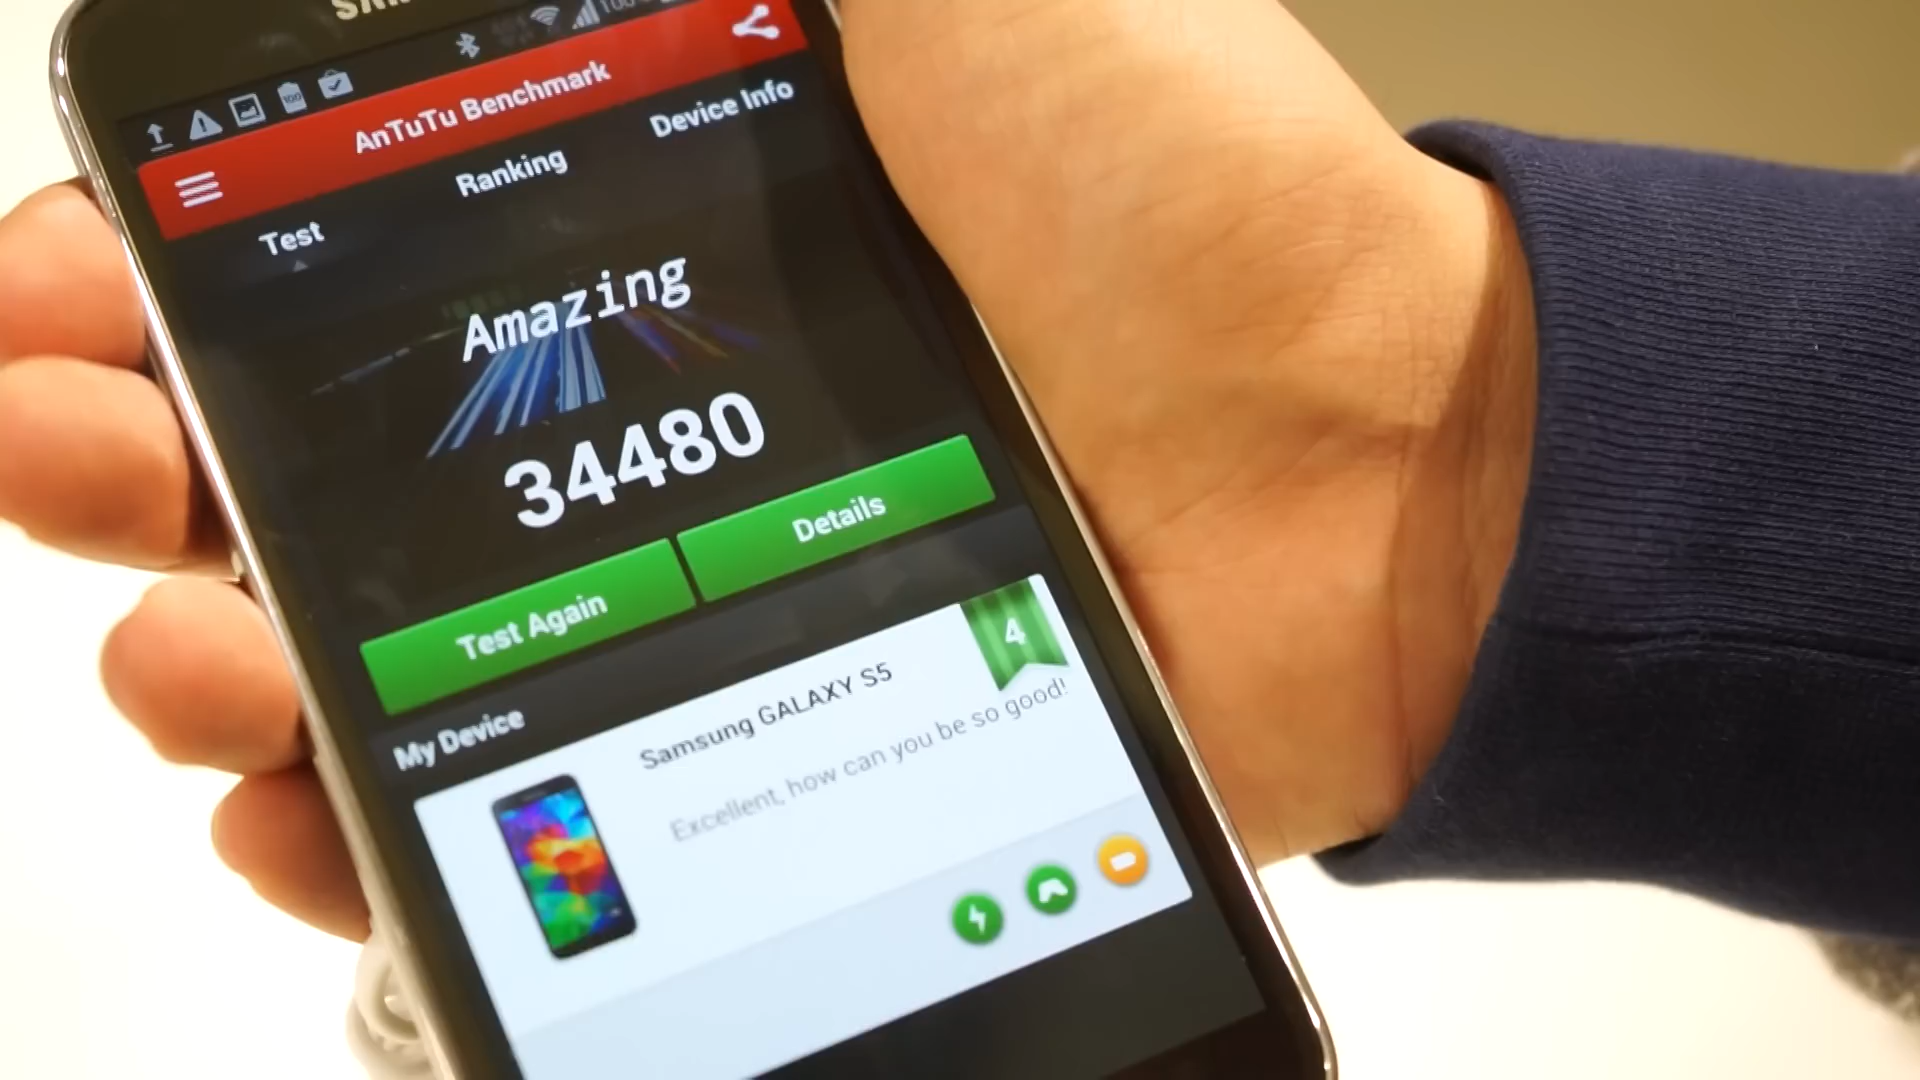 100
AnTuTu Benchmark
Test
Ranking
Device Info
Amazing
34480
Test Again
Details
My Device
4
Samsung GALAXY S5
Excellent, how can you be so good!